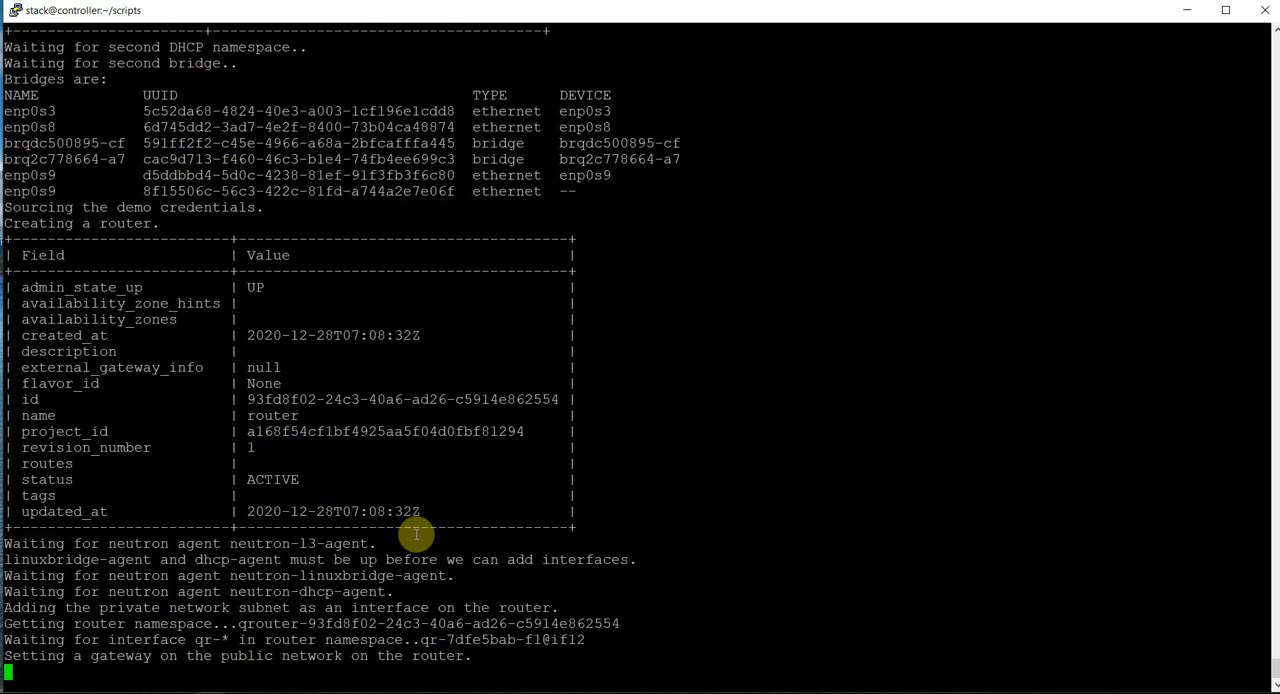 stack@controller:~/scripts
+-----------------------+---------------------------------------+
Waiting for second DHCP namespace..
Waiting for second bridge..
Bridges are:
NAME            UUID                                  TYPE      DEVICE
enp0s3          5c52da68-4824-40e3-a003-1cf196e1cdd8  ethernet  enp0s3
enp0s8          6d745dd2-3ad7-4e2f-8400-73b04ca48874  ethernet  enp0s8
brqdc500895-cf  591ff2f2-c45e-4966-a68a-2bfcafffa445  bridge    brqdc500895-cf
brq2c778664-a7  cac9d713-f460-46c3-b1e4-74fb4ee699c3  bridge    brq2c778664-a7
enp0s9          d5ddbbd4-5d0c-4238-81ef-91f3fb3f6c80  ethernet  enp0s9
enp0s9          8f15506c-56c3-422c-81fd-a744a2e7e06f  ethernet  --
Sourcing the demo credentials.
Creating a router.
+-------------------------+--------------------------------------+
| Field                   | Value                                |
+-------------------------+--------------------------------------+
| admin_state_up          | UP                                   |
| availability_zone_hints |                                      |
| availability_zones      |                                      |
| created_at              | 2020-12-28T07:08:32Z                 |
| description             |                                      |
| external_gateway_info   | null                                 |
| flavor_id               | None                                 |
| id                      | 93fd8f02-24c3-40a6-ad26-c5914e862554 |
| name                    | router                               |
| project_id              | a168f54cf1bf4925aa5f04d0fbf81294     |
| revision_number         | 1                                    |
| routes                  |                                      |
| status                  | ACTIVE                               |
| tags                    |                                      |
| updated_at              | 2020-12-28T07:08:32Z                 |
+-------------------------+--------------------------------------+
Waiting for neutron agent neutron-l3-agent.
linuxbridge-agent and dhcp-agent must be up before we can add interfaces.
Waiting for neutron agent neutron-linuxbridge-agent.
Waiting for neutron agent neutron-dhcp-agent.
Adding the private network subnet as an interface on the router.
Getting router namespace...qrouter-93fd8f02-24c3-40a6-ad26-c5914e862554
Waiting for interface qr-* in router namespace..qr-7dfe5bab-f1@if12
Setting a gateway on the public network on the router.